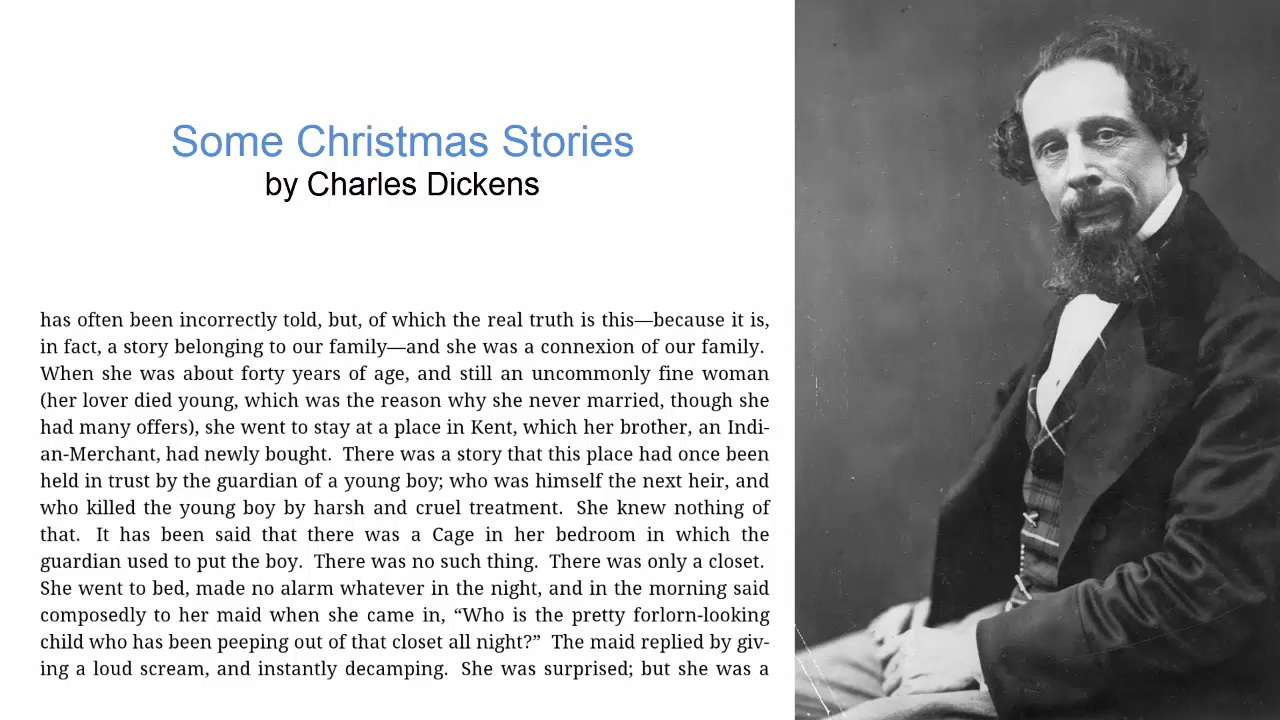 Some Christmas Stories
by Charles Dickens
has often been incorrectly told, but, of which the real truth is this—because it is,
in fact, a story belonging to our family—and she was a connexion of our family.
When she was about forty years of age, and still an uncommonly fine woman
(her lover died young, which was the reason why she never married, though she
had many offers), she went to stay at a place in Kent, which her brother, an Indi-
an-Merchant, had newly bought. There was a story that this place had once been
held in trust by the guardian of a young boy; who was himself the next heir, and
who killed the young boy by harsh and cruel treatment. She knew nothing of
that. It has been said that there was a Cage in her bedroom in which the
guardian used to put the boy. There was no such thing. There was only a closet.
She went to bed, made no alarm whatever in the night, and in the morning said
composedly to her maid when she came in, “Who is the pretty forlorn-looking
child who has been peeping out of that closet all night?” The maid replied by giv-
ing a loud scream, and instantly decamping. She was surprised; but she was a